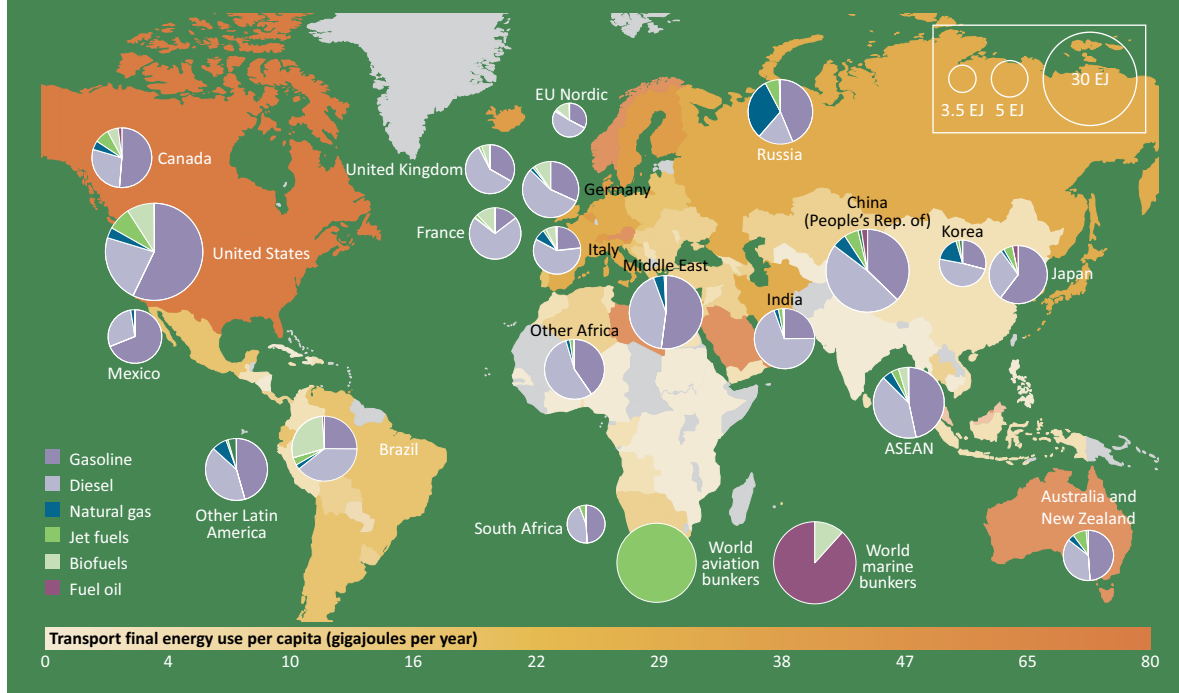 30 EJ
3.5 EJ
5 EJ
EU Nordic
Russia
Canada
United Kingdom
Germany
China
(People's Rep. of)
Korea
France
Italy
United States
Middle East
Japan
India
Other Africa
Mexico
Brazil
ASEAN
Gasoline
Diesel
Natural gas
Jet fuels
Biofuels
Fuel oil
Other Latin
America
South Africa
World
aviation
bunkers
World
marine
bunkers
Australia and
New Zealand
Transport final energy use per capita (gigajoules per year)
0 4 10 16 22 29 38 47 65 80